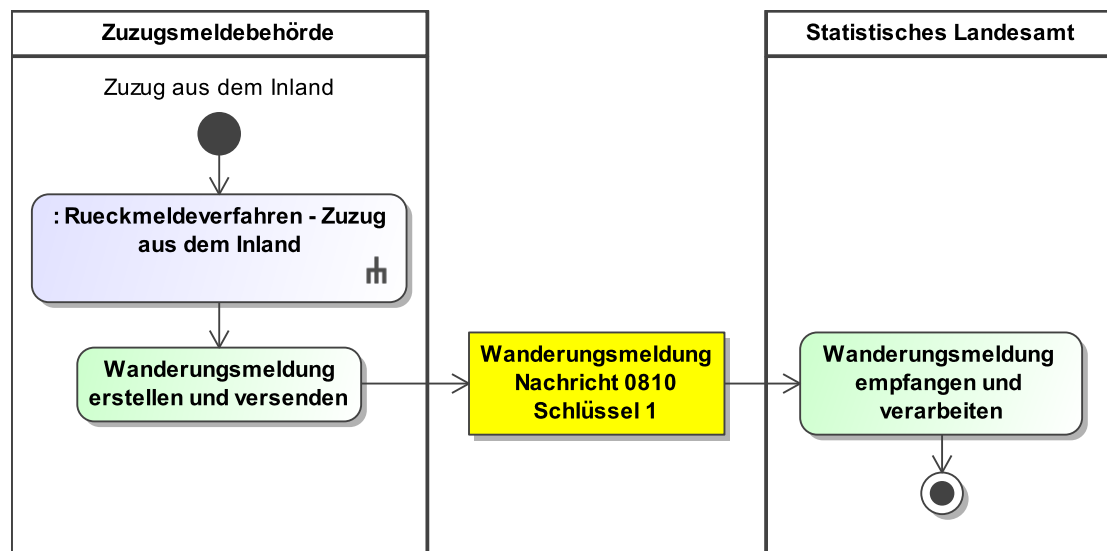 Zuzugsmeldebehörde
Statistisches Landesamt
Zuzug aus dem Inland
: Rueckmeldeverfahren - Zuzug
aus dem Inland
Wanderungsmeldung
erstellen und versenden
Wanderungsmeldung
Nachricht 0810
Schlüssel 1
Wanderungsmeldung
empfangen und
verarbeiten